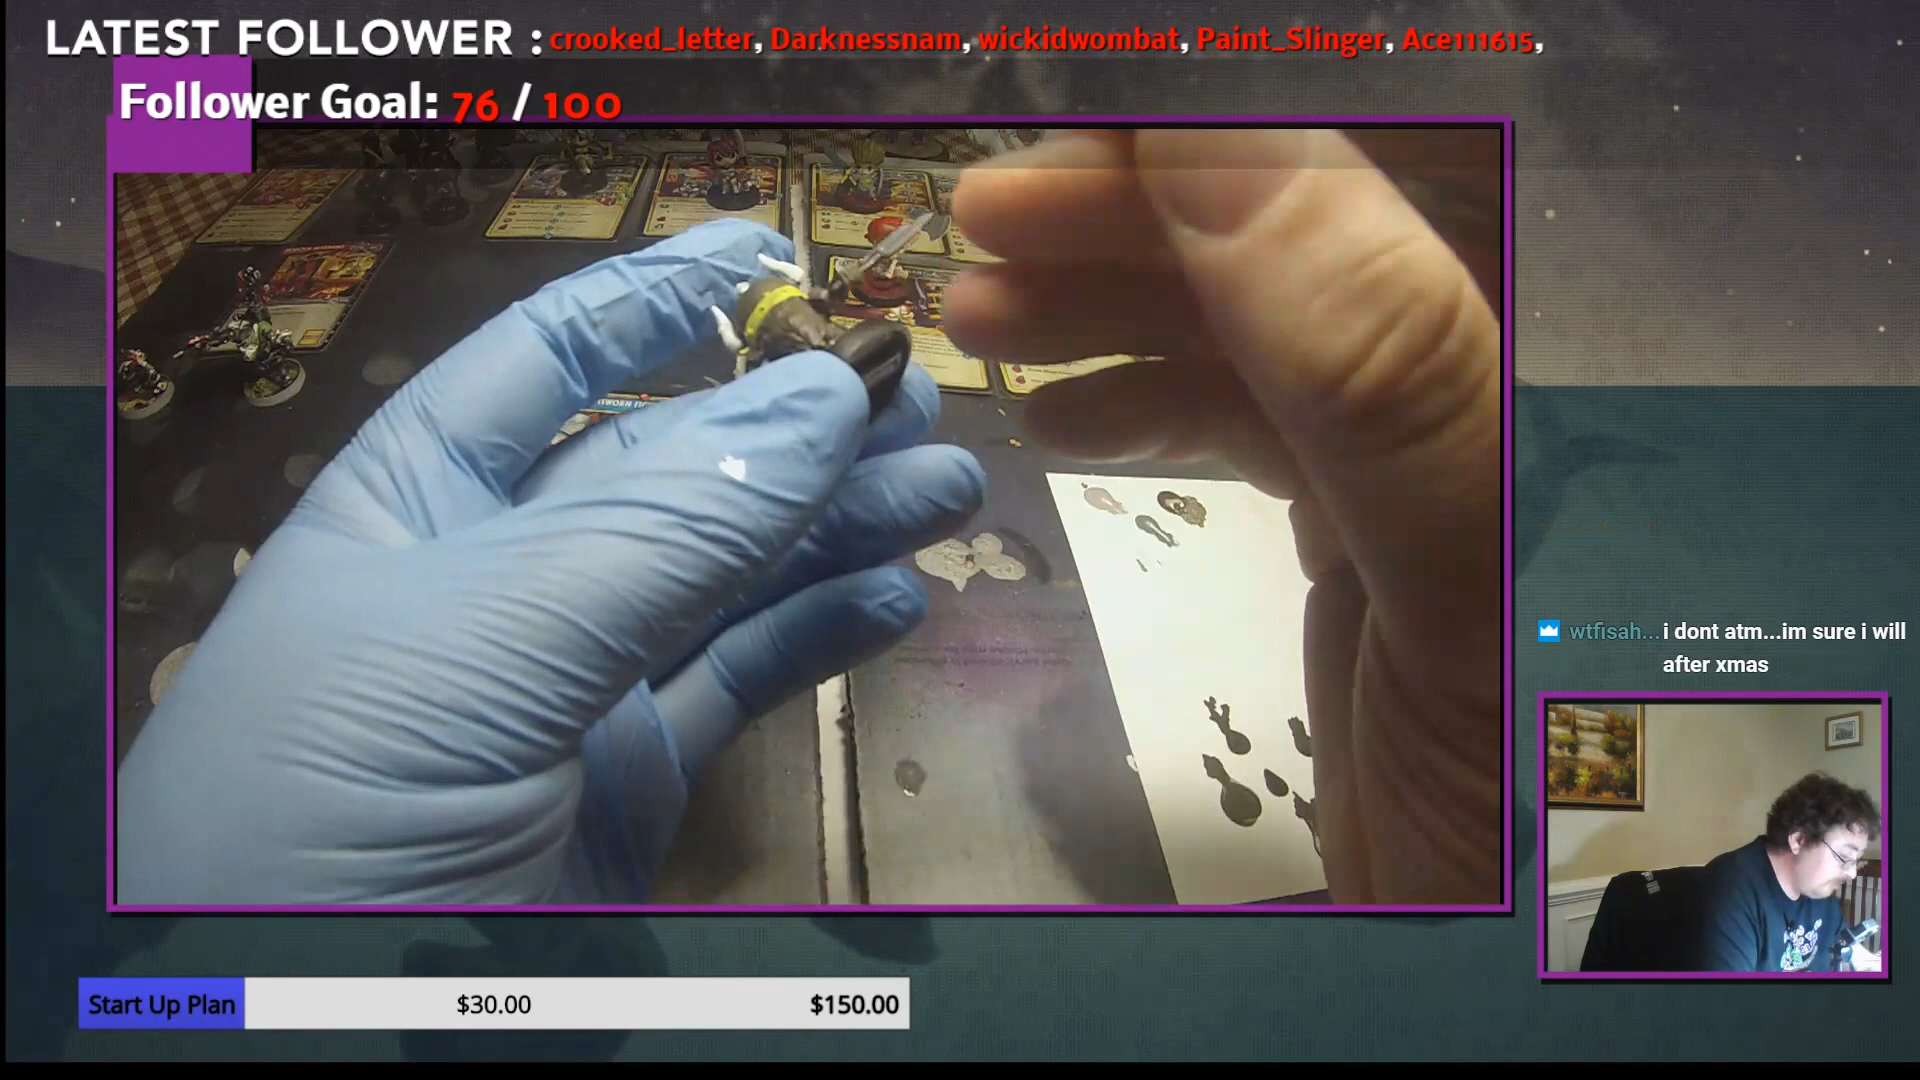 LATEST FOLLOWER : crooked_letter, Darknessnam, wickidwombat, Paint_Slinger, Ace111615,
Follower Goal: 76 / 100
wtfisah... i dont atm...im sure i will
after xmas
Start Up Plan $30.00 $150.00